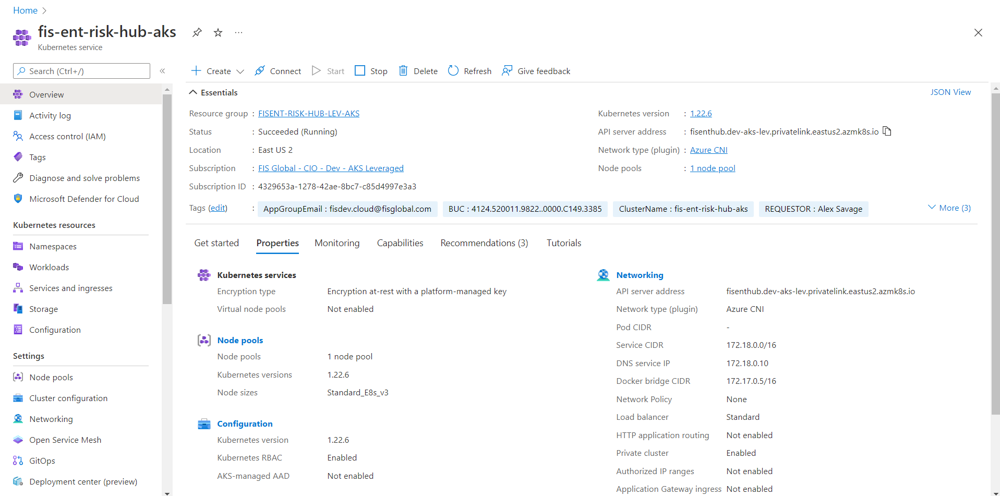 Home
fis-ent-risk-hub-aks
Kubernetes service
Search (Ctrl+/)
Overview
Activity log
Access control (IAM)
Tags
Diagnose and solve problems
Microsoft Defender for Cloud
Kubernetes resources
Namespaces
Workloads
Services and ingresses
Storage
Configuration
Settings
Node pools
Cluster configuration
Networking
Open Service Mesh
GitOps
Deployment center (preview)
Create Connect Start Stop Delete Refresh Give feedback
Essentials JSON View
Resource group : FISENT-RISK-HUB-LEV-AKS
Status : Succeeded (Running)
Location : East US 2
Subscription : FIS Global - CIO - Dev - AKS Leveraged
Subscription ID : 4329653a-1278-42ae-8bc7-c85d4997e3a3
Kubernetes version : 1.22.6
API server address : fisenthub.dev-aks-lev.privatelink.eastus2.azmk8s.io
Network type (plugin) : Azure CNI
Node pools : 1 node pool
Tags (edit) : AppGroupEmail : fisdev.cloud@fisglobal.com BUC : 4124.520011.9822..0000.C149.3385 ClusterName : fis-ent-risk-hub-aks REQUESTOR : Alex Savage More (3)
Get started Properties Monitoring Capabilities Recommendations (3) Tutorials
Kubernetes services
Encryption type Encryption at-rest with a platform-managed key
Virtual node pools Not enabled
Node pools
Node pools 1 node pool
Kubernetes versions 1.22.6
Node sizes Standard_E8s_v3
Configuration
Kubernetes version 1.22.6
Kubernetes RBAC Enabled
AKS-managed AAD Not enabled
Networking
API server address fisenthub.dev-aks-lev.privatelink.eastus2.azmk8s.io
Network type (plugin) Azure CNI
Pod CIDR -
Service CIDR 172.18.0.0/16
DNS service IP 172.18.0.10
Docker bridge CIDR 172.17.0.5/16
Network Policy None
Load balancer Standard
HTTP application routing Not enabled
Private cluster Enabled
Authorized IP ranges Not enabled
Application Gateway ingress Not enabled